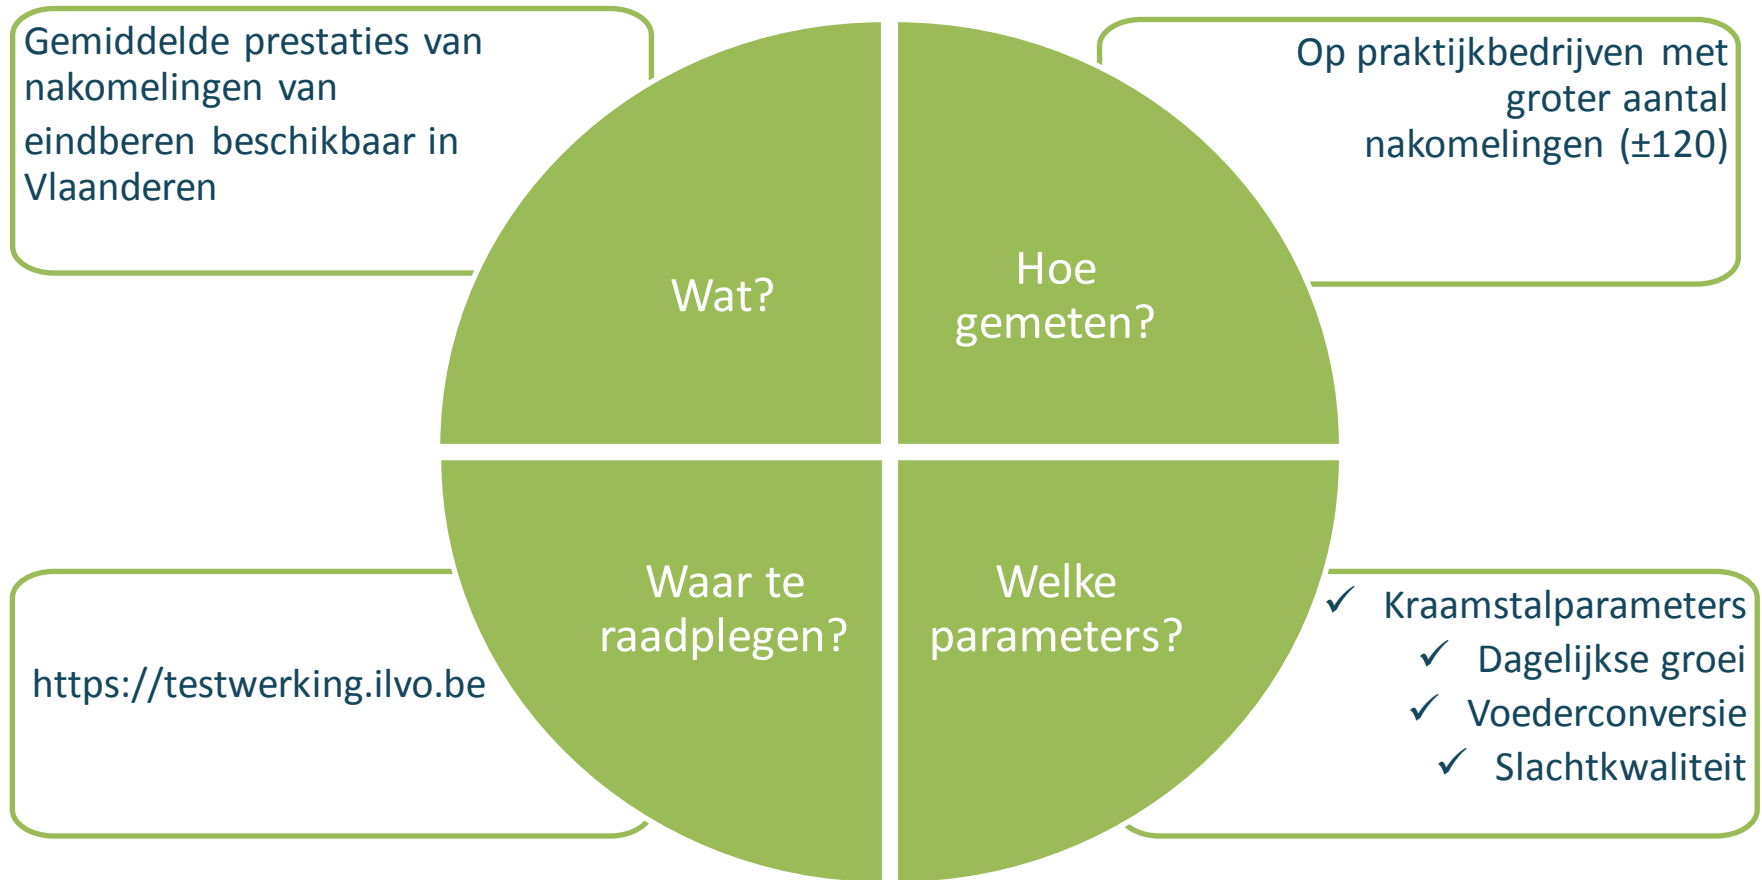 Gemiddelde prestaties van
nakomelingen van
eindberen beschikbaar in
Vlaanderen
Op praktijkbedrijven met
groter aantal
nakomelingen (±120)
Wat?
Hoe
gemeten?
Waar te
raadplegen?
Welke
parameters?
https://testwerking.ilvo.be
✓ Kraamstalparameters
✓ Dagelijkse groei
✓ Voederconversie
✓ Slachtkwaliteit